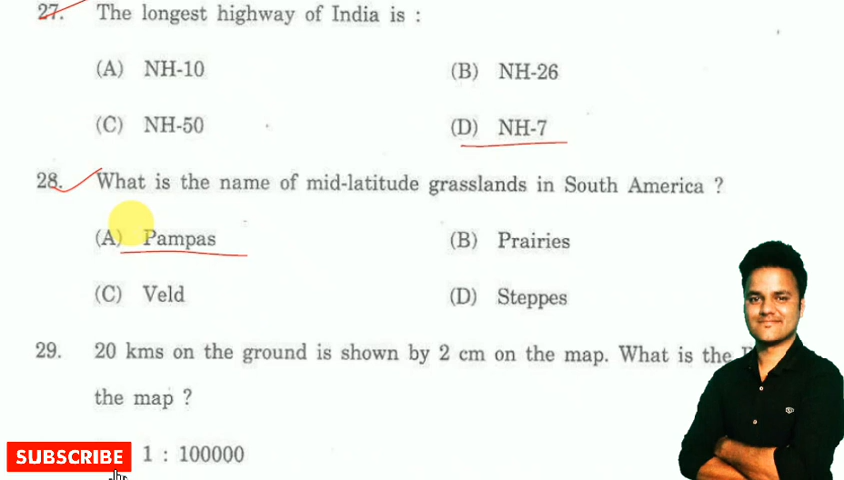 27. The longest highway of India is :
(A) NH-10 (B) NH-26
(C) NH-50 (D) NH-7
28. What is the name of mid-latitude grasslands in South America ?
(A) Pampas (B) Prairies
(C) Veld (D) Steppes
29. 20 kms on the ground is shown by 2 cm on the map. What is the
the map ?
1 : 100000
SUBSCRIBE